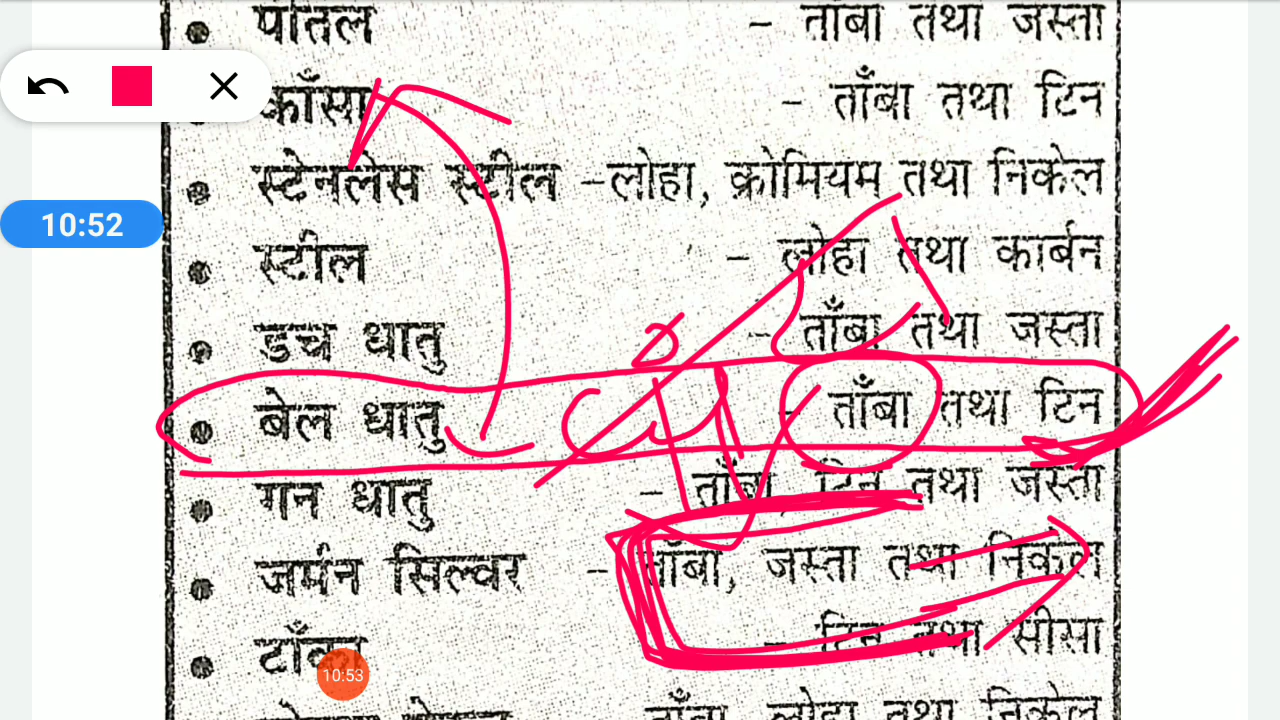 पीतल – ताँबा तथा जस्ता
काँसा – ताँबा तथा टिन
स्टेनलेस स्टील –लोहा, क्रोमियम तथा निकेल
10:52
स्टील – लोहा तथा कार्बन
डच धातु – ताँबा तथा जस्ता
बेल धातु – ताँबा तथा टिन
गन धातु – ताँबा, टिन तथा जस्ता
जर्मन सिल्वर – ताँबा, जस्ता तथा निकेल
टाँका – टिन तथा सीसा
10:53
ताँबा, लोहा तथा निकेल